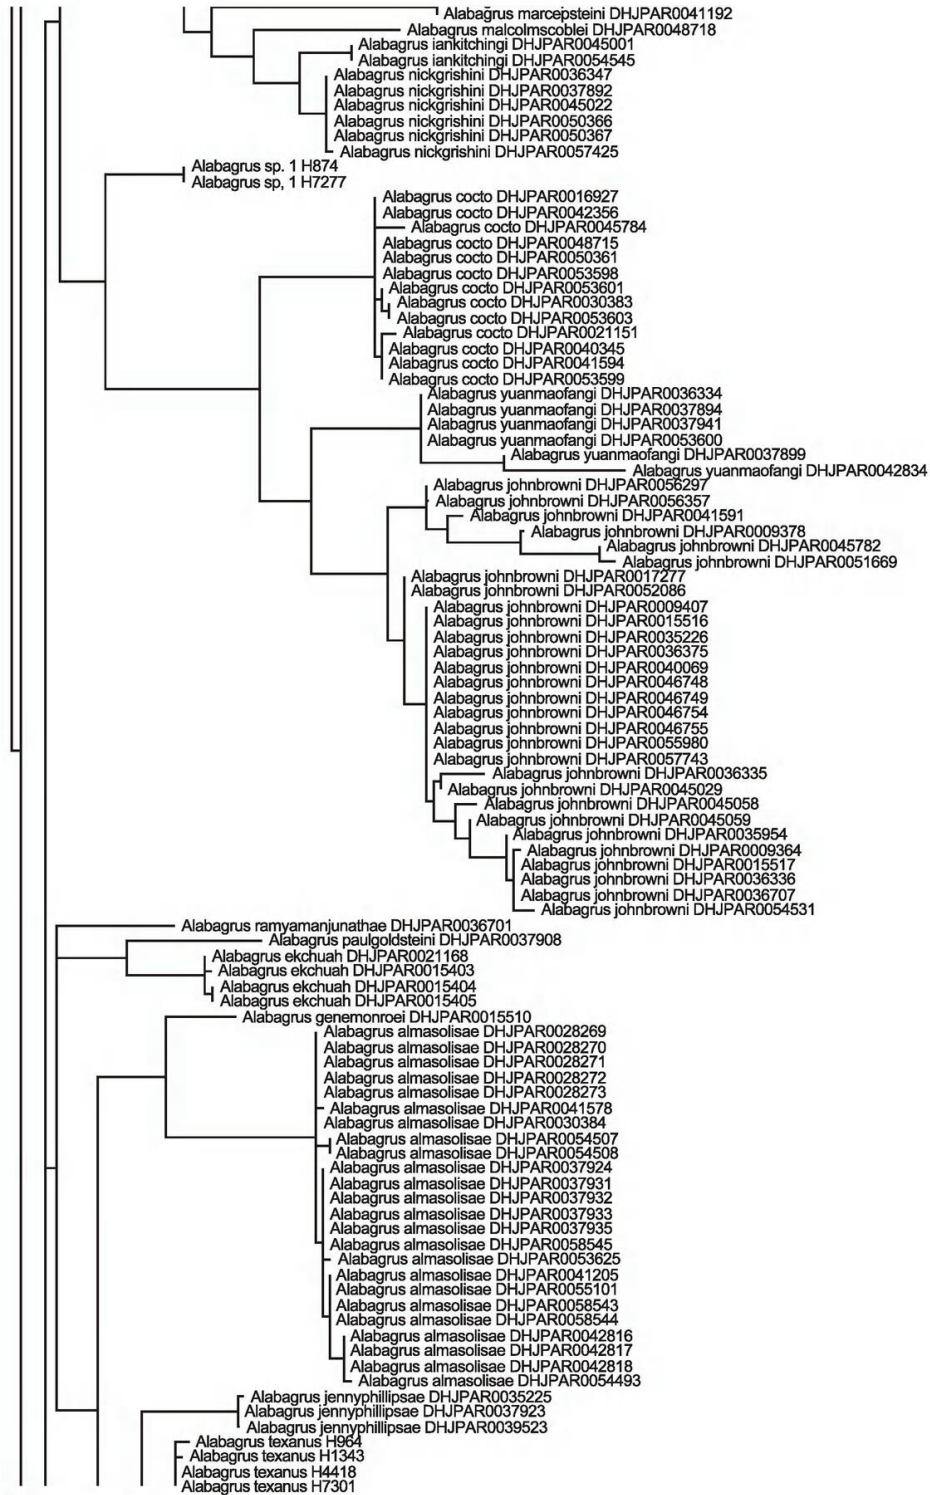 Alabagrus marcepsteini DHJPAR0041192
Alabagrus malcolmscoblei DHJPAR0048718
Alabagrus iankitchingi DHJPAR0045001
Alabagrus iankitchingi DHJPAR0054545
Alabagrus nickgrishini DHJPAR0036347
Alabagrus nickgrishini DHJPAR0037892
Alabagrus nickgrishini DHJPAR0045022
Alabagrus nickgrishini DHJPAR0050366
Alabagrus nickgrishini DHJPAR0050367
Alabagrus nickgrishini DHJPAR0057425
Alabagrus sp. 1 H874
Alabagrus sp, 1 H7277
Alabagrus cocto DHJPAR0016927
Alabagrus cocto DHJPAR0042356
Alabagrus cocto DHJPAR0045784
Alabagrus cocto DHJPAR0048715
Alabagrus cocto DHJPAR0050361
Alabagrus cocto DHJPAR0053598
Alabagrus cocto DHJPAR0053601
Alabagrus cocto DHJPAR0030383
Alabagrus cocto DHJPAR0053603
Alabagrus cocto DHJPAR0021151
Alabagrus cocto DHJPAR0040345
Alabagrus cocto DHJPAR0041594
Alabagrus cocto DHJPAR0053599
Alabagrus yuanmaofangi DHJPAR0036334
Alabagrus yuanmaofangi DHJPAR0037894
Alabagrus yuanmaofangi DHJPAR0037941
Alabagrus yuanmaofangi DHJPAR0053600
Alabagrus yuanmaofangi DHJPAR0037899
Alabagrus yuanmaofangi DHJPAR0042834
Alabagrus johnbrowni DHJPAR0056297
Alabagrus johnbrowni DHJPAR0056357
Alabagrus johnbrowni DHJPAR0041591
Alabagrus johnbrowni DHJPAR0009378
Alabagrus johnbrowni DHJPAR0045782
Alabagrus johnbrowni DHJPAR0051669
Alabagrus johnbrowni DHJPAR0017277
Alabagrus johnbrowni DHJPAR0052086
Alabagrus johnbrowni DHJPAR0009407
Alabagrus johnbrowni DHJPAR0015516
Alabagrus johnbrowni DHJPAR0035226
Alabagrus johnbrowni DHJPAR0036375
Alabagrus johnbrowni DHJPAR0040069
Alabagrus johnbrowni DHJPAR0046748
Alabagrus johnbrowni DHJPAR0046749
Alabagrus johnbrowni DHJPAR0046754
Alabagrus johnbrowni DHJPAR0046755
Alabagrus johnbrowni DHJPAR0055980
Alabagrus johnbrowni DHJPAR0057743
Alabagrus johnbrowni DHJPAR0036335
Alabagrus johnbrowni DHJPAR0045029
Alabagrus johnbrowni DHJPAR0045058
Alabagrus johnbrowni DHJPAR0045059
Alabagrus johnbrowni DHJPAR0035954
Alabagrus johnbrowni DHJPAR0009364
Alabagrus johnbrowni DHJPAR0015517
Alabagrus johnbrowni DHJPAR0036336
Alabagrus johnbrowni DHJPAR0036707
Alabagrus johnbrowni DHJPAR0054531
Alabagrus ramyamanjunathae DHJPAR0036701
Alabagrus paulgoldsteini DHJPAR0037908
Alabagrus ekchuah DHJPAR0021168
Alabagrus ekchuah DHJPAR0015403
Alabagrus ekchuah DHJPAR0015404
Alabagrus ekchuah DHJPAR0015405
Alabagrus genemonroei DHJPAR0015510
Alabagrus almasolisae DHJPAR0028269
Alabagrus almasolisae DHJPAR0028270
Alabagrus almasolisae DHJPAR0028271
Alabagrus almasolisae DHJPAR0028272
Alabagrus almasolisae DHJPAR0028273
Alabagrus almasolisae DHJPAR0041578
Alabagrus almasolisae DHJPAR0030384
Alabagrus almasolisae DHJPAR0054507
Alabagrus almasolisae DHJPAR0054508
Alabagrus almasolisae DHJPAR0037924
Alabagrus almasolisae DHJPAR0037931
Alabagrus almasolisae DHJPAR0037932
Alabagrus almasolisae DHJPAR0037933
Alabagrus almasolisae DHJPAR0037935
Alabagrus almasolisae DHJPAR0058545
Alabagrus almasolisae DHJPAR0053625
Alabagrus almasolisae DHJPAR0041205
Alabagrus almasolisae DHJPAR0055101
Alabagrus almasolisae DHJPAR0058543
Alabagrus almasolisae DHJPAR0058544
Alabagrus almasolisae DHJPAR0042816
Alabagrus almasolisae DHJPAR0042817
Alabagrus almasolisae DHJPAR0042818
Alabagrus almasolisae DHJPAR0054493
Alabagrus jennyphillipsae DHJPAR0035225
Alabagrus jennyphillipsae DHJPAR0037923
Alabagrus jennyphillipsae DHJPAR0039523
Alabagrus texanus H964
Alabagrus texanus H1343
Alabagrus texanus H4418
Alabagrus texanus H7301